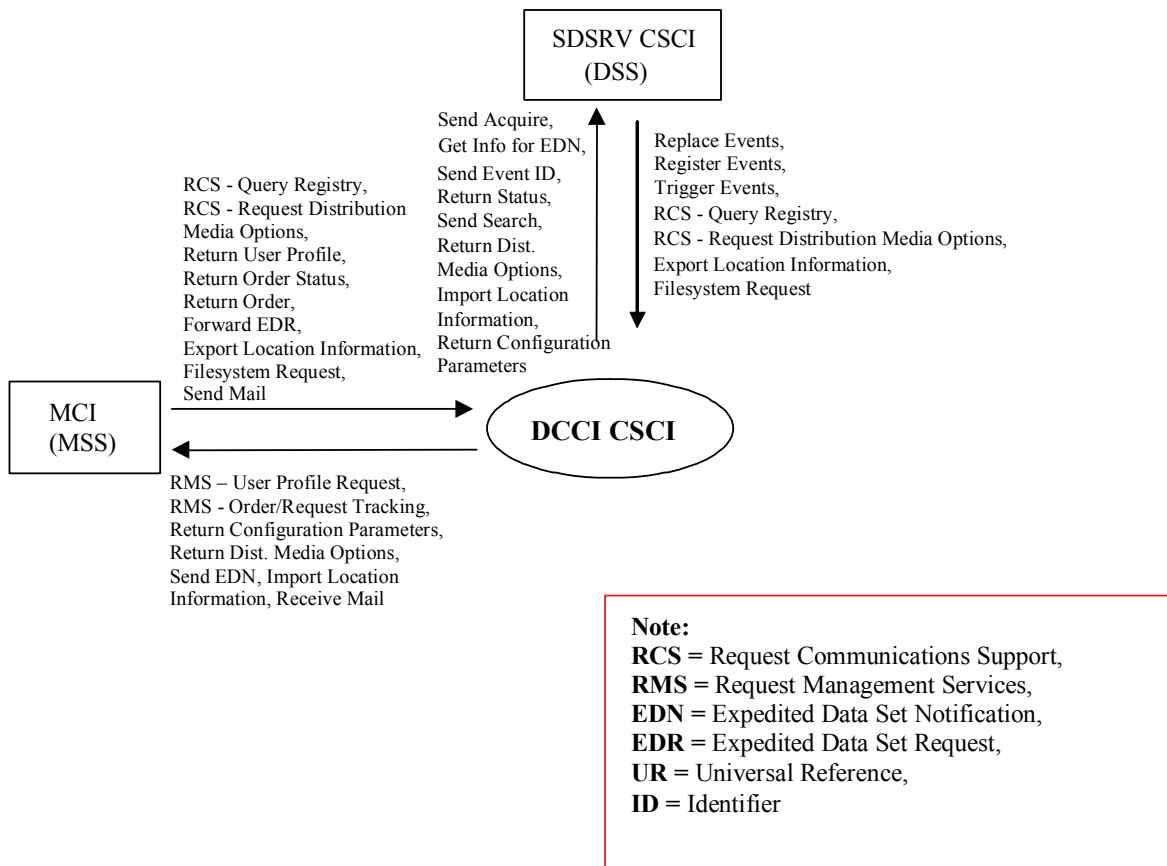 SDSRV CSCI
(DSS)
Send Acquire,
Get Info for EDN,
Send Event ID,
Return Status,
Send Search,
Return Dist.
Media Options,
Import Location
Information,
Return Configuration
Parameters
Replace Events,
Register Events,
Trigger Events,
RCS - Query Registry,
RCS - Request Distribution Media Options,
Export Location Information,
Filesystem Request
RCS - Query Registry,
RCS - Request Distribution
Media Options,
Return User Profile,
Return Order Status,
Return Order,
Forward EDR,
Export Location Information,
Filesystem Request,
Send Mail
MCI
(MSS)
DCCI CSCI
RMS – User Profile Request,
RMS - Order/Request Tracking,
Return Configuration Parameters,
Return Dist. Media Options,
Send EDN, Import Location
Information, Receive Mail
Note:
RCS = Request Communications Support,
RMS = Request Management Services,
EDN = Expedited Data Set Notification,
EDR = Expedited Data Set Request,
UR = Universal Reference,
ID = Identifier